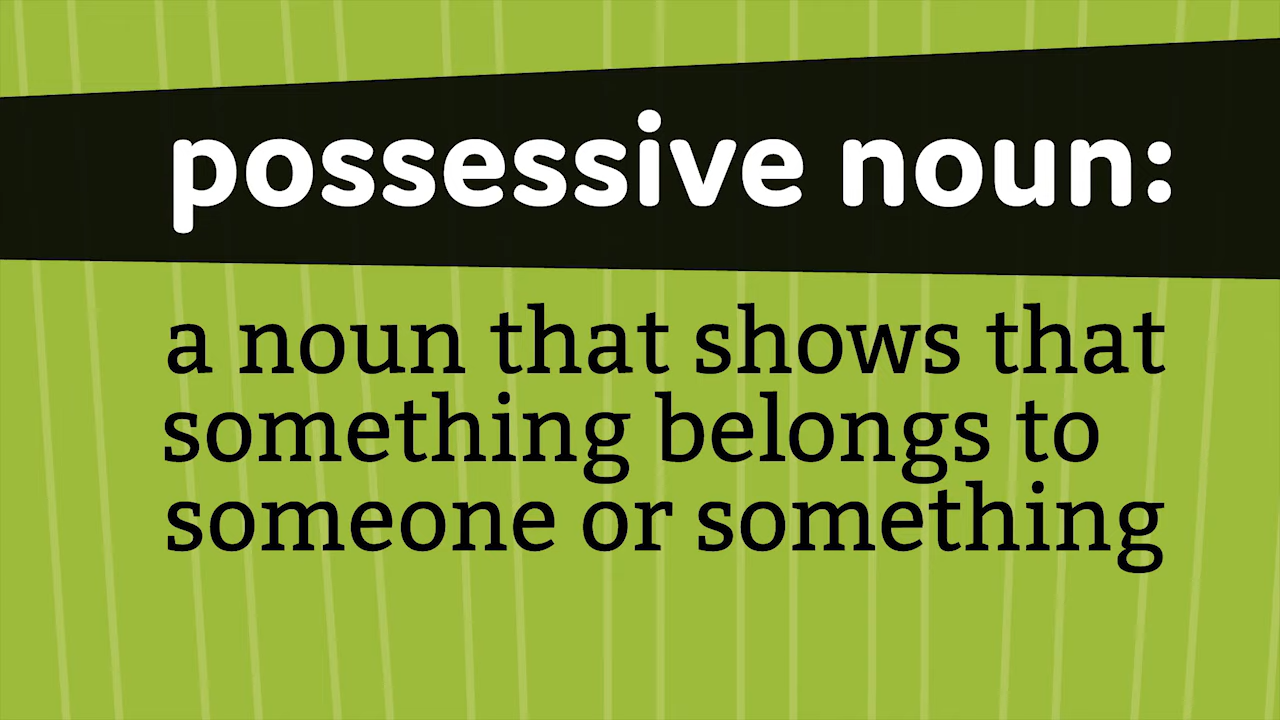 possessive noun:
a noun that shows that
something belongs to
someone or something